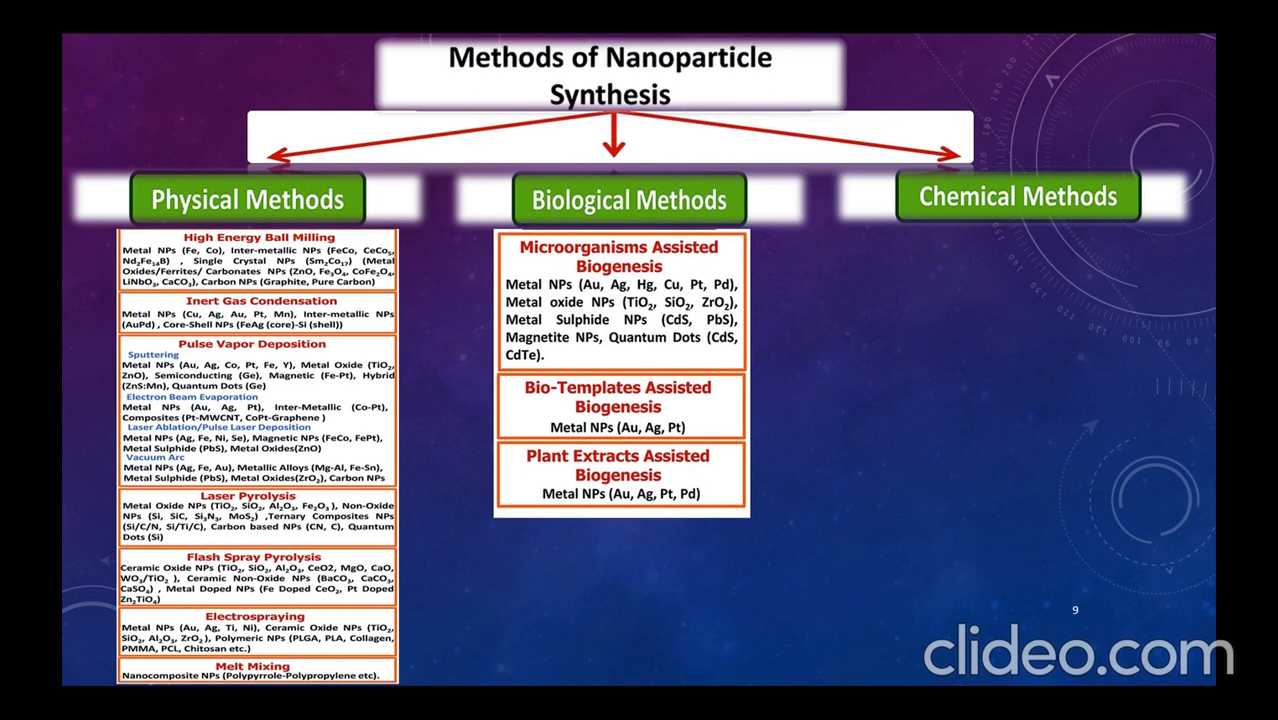 Methods of Nanoparticle
Synthesis
Physical Methods
High Energy Ball Milling
Metal NPs (Fe, Co), Inter-metallic NPs (FeCo, CeCo₅,
Nd₂Fe₁₄B) , Single Crystal NPs (Sm₂Co₁₇) (Metal
Oxides/Ferrites/ Carbonates NPs (ZnO, Fe₃O₄, CoFe₂O₄,
LiNbO₃, CaCO₃), Carbon NPs (Graphite, Pure Carbon)
Inert Gas Condensation
Metal NPs (Cu, Ag, Au, Pt, Mn), Inter-metallic NPs
(AuPd) , Core-Shell NPs (FeAg (core)-Si (shell))
Pulse Vapor Deposition
Sputtering
Metal NPs (Au, Ag, Co, Pt, Fe, Y), Metal Oxide (TiO₂,
ZnO), Semiconducting (Ge), Magnetic (Fe-Pt), Hybrid
(ZnS:Mn), Quantum Dots (Ge)
Electron Beam Evaporation
Metal NPs (Au, Ag, Pt), Inter-Metallic (Co-Pt),
Composites (Pt-MWCNT, CoPt-Graphene )
Laser Ablation/Pulse Laser Deposition
Metal NPs (Ag, Fe, Ni, Se), Magnetic NPs (FeCo, FePt),
Metal Sulphide (PbS), Metal Oxides(ZnO)
Vacuum Arc
Metal NPs (Ag, Fe, Au), Metallic Alloys (Mg-Al, Fe-Sn),
Metal Sulphide (PbS), Metal Oxides(ZrO₂), Carbon NPs
Laser Pyrolysis
Metal Oxide NPs (TiO₂, SiO₂, Al₂O₃, Fe₂O₃ ), Non-Oxide
NPs (Si, SiC, Si₃N₃, MoS₂) ,Ternary Composites NPs
(Si/C/N, Si/Ti/C), Carbon based NPs (CN, C), Quantum
Dots (Si)
Flash Spray Pyrolysis
Ceramic Oxide NPs (TiO₂, SiO₂, Al₂O₃, CeO2, MgO, CaO,
WO₃/TiO₂ ), Ceramic Non-Oxide NPs (BaCO₃, CaCO₃,
CaSO₄) , Metal Doped NPs (Fe Doped CeO₂, Pt Doped
Zn₂TiO₄)
Electrospraying
Metal NPs (Au, Ag, Ti, Ni), Ceramic Oxide NPs (TiO₂,
SiO₂, Al₂O₃, ZrO₂ ), Polymeric NPs (PLGA, PLA, Collagen,
PMMA, PCL, Chitosan etc.)
Melt Mixing
Nanocomposite NPs (Polypyrrole-Polypropylene etc).
Biological Methods
Microorganisms Assisted
Biogenesis
Metal NPs (Au, Ag, Hg, Cu, Pt, Pd),
Metal oxide NPs (TiO₂, SiO₂, ZrO₂),
Metal Sulphide NPs (CdS, PbS),
Magnetite NPs, Quantum Dots (CdS,
CdTe).
Bio-Templates Assisted
Biogenesis
Metal NPs (Au, Ag, Pt)
Plant Extracts Assisted
Biogenesis
Metal NPs (Au, Ag, Pt, Pd)
Chemical Methods
9
clideo.com